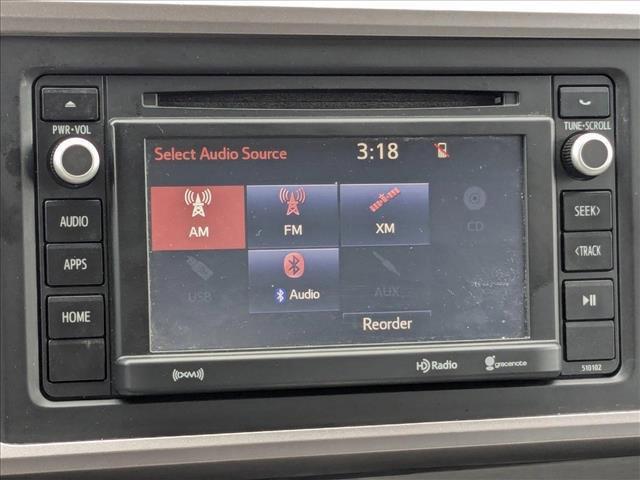 PWR•VOL
AUDIO
APPS
HOME
Select Audio Source
3:18
AM
FM
XM
CD
USB
Audio
AUX
Reorder
((XM))
HD Radio
gracenote
TUNE•SCROLL
SEEK>
<TRACK
510102